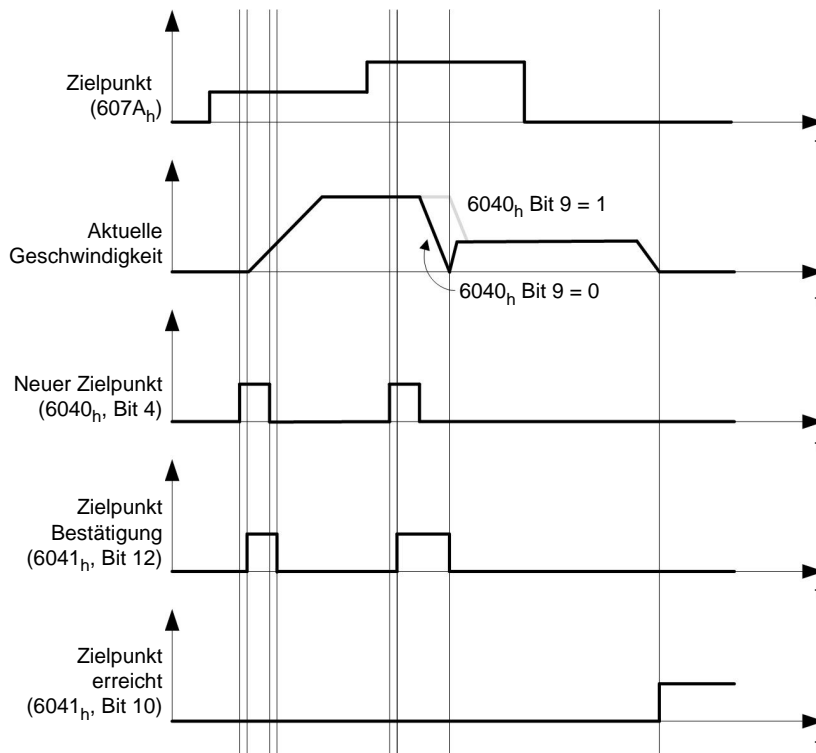 Zielpunkt
(607Ah)
6040h Bit 9 = 1
Aktuelle
Geschwindigkeit
6040h Bit 9 = 0
Neuer Zielpunkt
(6040h, Bit 4)
Zielpunkt
Bestätigung
(6041h, Bit 12)
Zielpunkt
erreicht
(6041h, Bit 10)